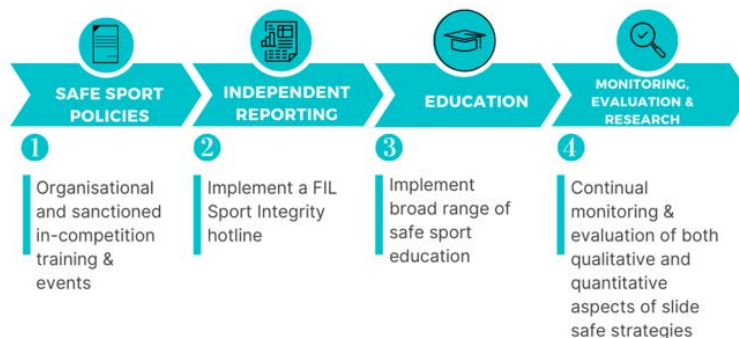 SAFE SPORT
POLICIES
INDEPENDENT
REPORTING
EDUCATION
MONITORING,
EVALUATION &
RESEARCH
1
Organisational
and sanctioned
in-competition
training &
events
2
Implement a FIL
Sport Integrity
hotline
3
Implement
broad range of
safe sport
education
4
Continual
monitoring &
evaluation of both
qualitative and
quantitative
aspects of slide
safe strategies